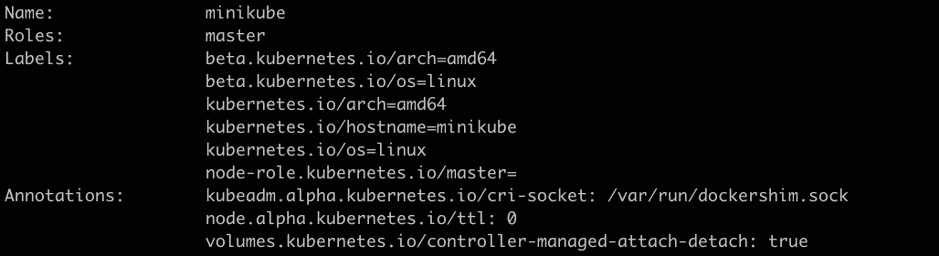 Name: minikube
Roles: master
Labels: beta.kubernetes.io/arch=amd64
beta.kubernetes.io/os=linux
kubernetes.io/arch=amd64
kubernetes.io/hostname=minikube
kubernetes.io/os=linux
node-role.kubernetes.io/master=
Annotations: kubeadm.alpha.kubernetes.io/cri-socket: /var/run/dockershim.sock
node.alpha.kubernetes.io/ttl: 0
volumes.kubernetes.io/controller-managed-attach-detach: true